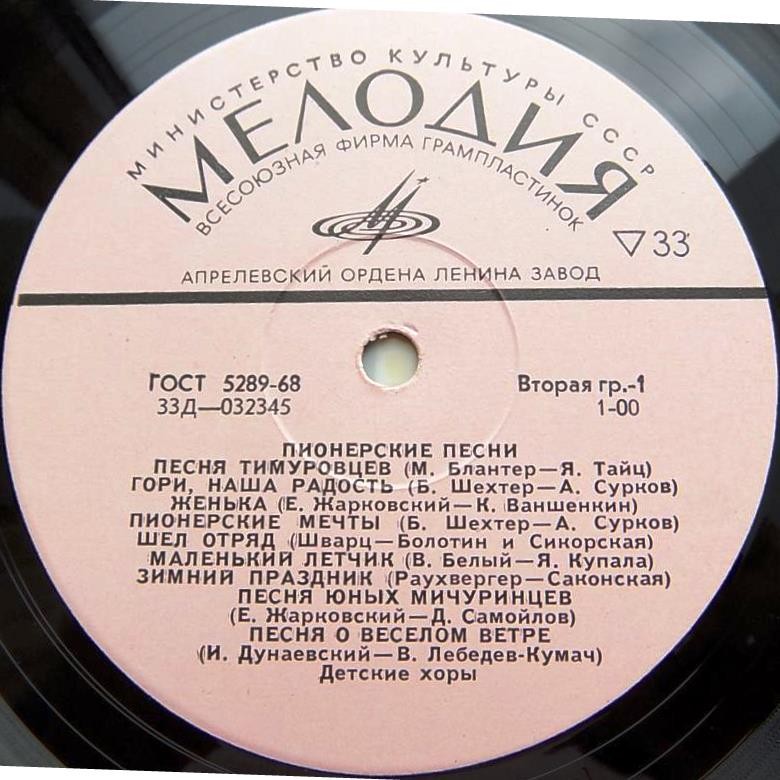 МИНИСТЕРСТВО КУЛЬТУРЫ СССР
МЕЛОДИЯ
ВСЕСОЮЗНАЯ ФИРМА ГРАМПЛАСТИНОК
▽33
АПРЕЛЕВСКИЙ ОРДЕНА ЛЕНИНА ЗАВОД
ГОСТ 5289-68 Вторая гр.-1
33Д—032345 1-00
ПИОНЕРСКИЕ ПЕСНИ
ПЕСНЯ ТИМУРОВЦЕВ (М. Блантер—Я. Тайц)
ГОРИ, НАША РАДОСТЬ (Б. Шехтер—А. Сурков)
ЖЕНЬКА (Е. Жарковский—К. Ваншенкин)
ПИОНЕРСКИЕ МЕЧТЫ (Б. Шехтер—А. Сурков)
ШЕЛ ОТРЯД (Шварц—Болотин и Сикорская)
МАЛЕНЬКИЙ ЛЕТЧИК (В. Белый—Я. Купала)
ЗИМНИЙ ПРАЗДНИК (Раухвергер—Саконская)
ПЕСНЯ ЮНЫХ МИЧУРИНЦЕВ
(Е. Жарковский—Д. Самойлов)
ПЕСНЯ О ВЕСЕЛОМ ВЕТРЕ
(И. Дунаевский—В. Лебедев-Кумач)
Детские хоры